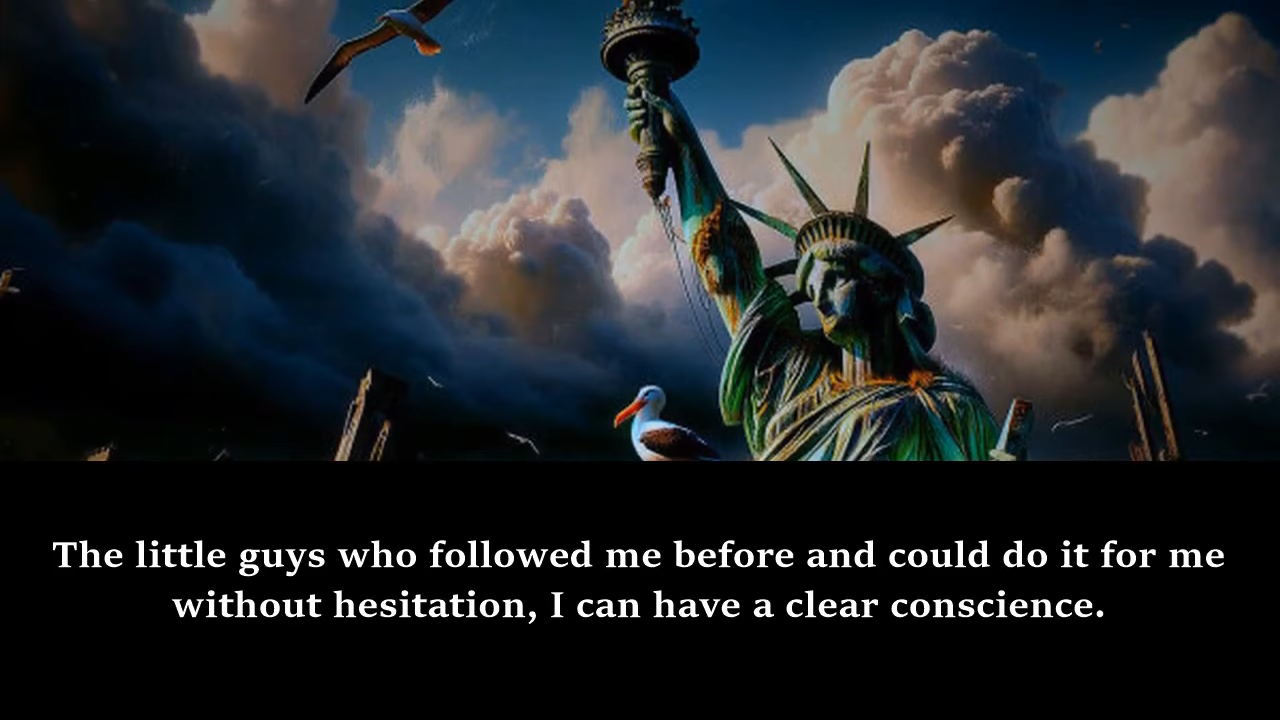 The little guys who followed me before and could do it for me
without hesitation, I can have a clear conscience.